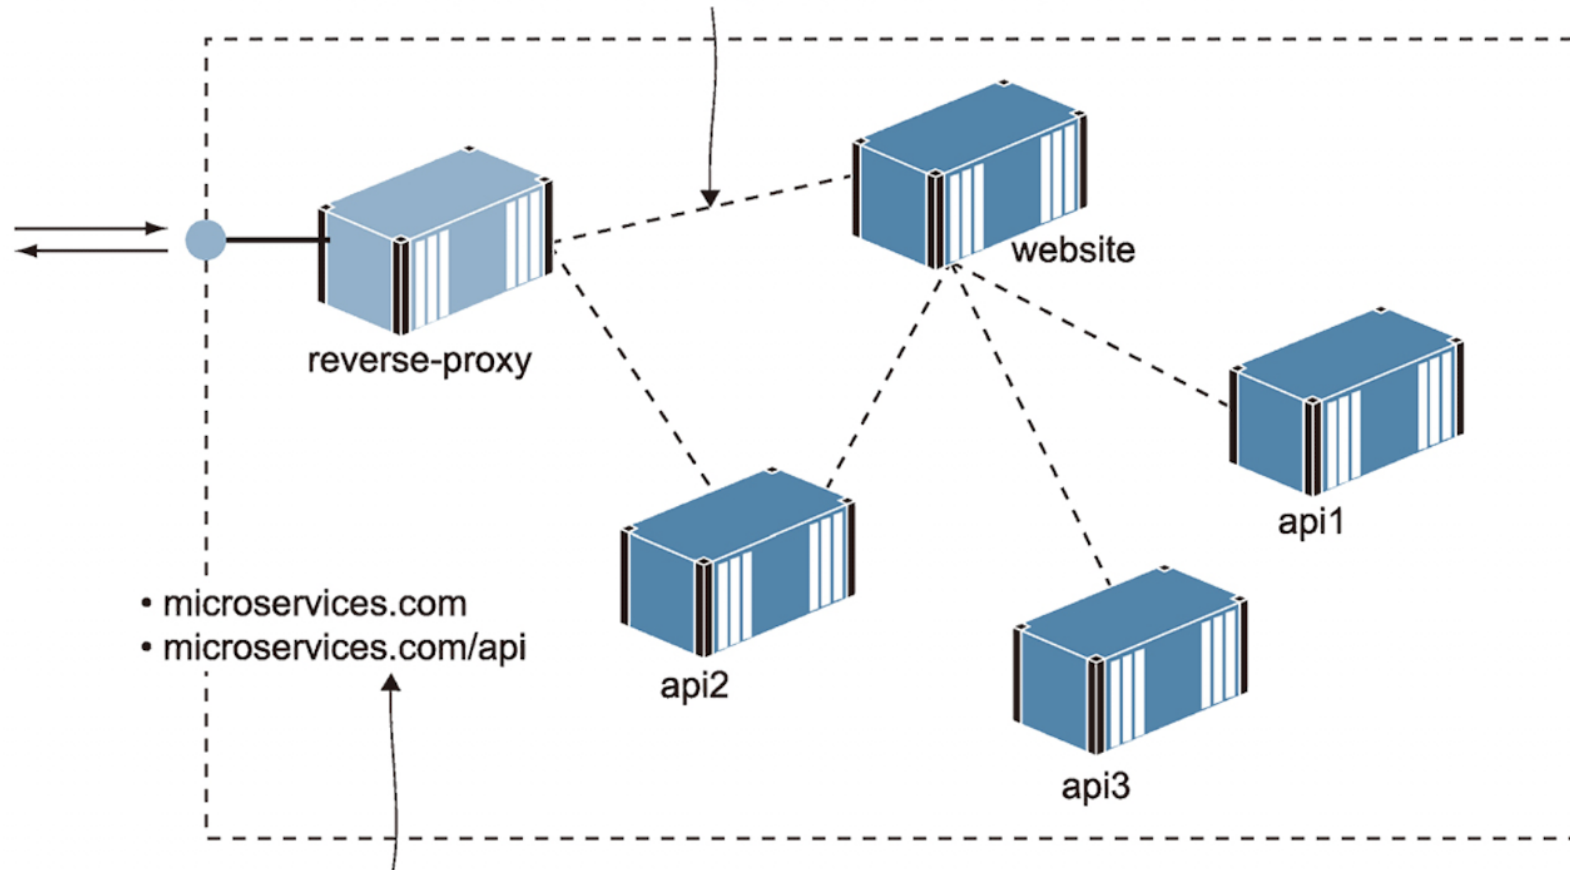 website
reverse-proxy
api1
• microservices.com
• microservices.com/api
api2
api3